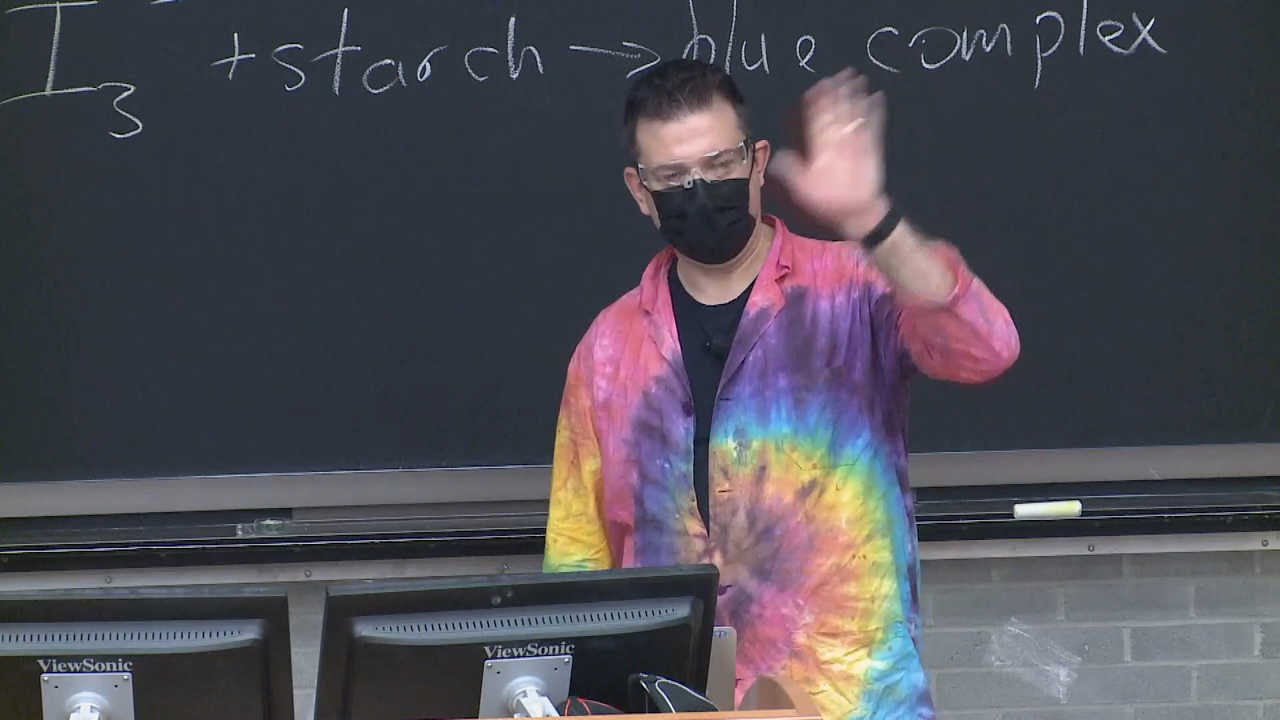 I₃⁻ + starch → blue complex
ViewSonic
ViewSonic